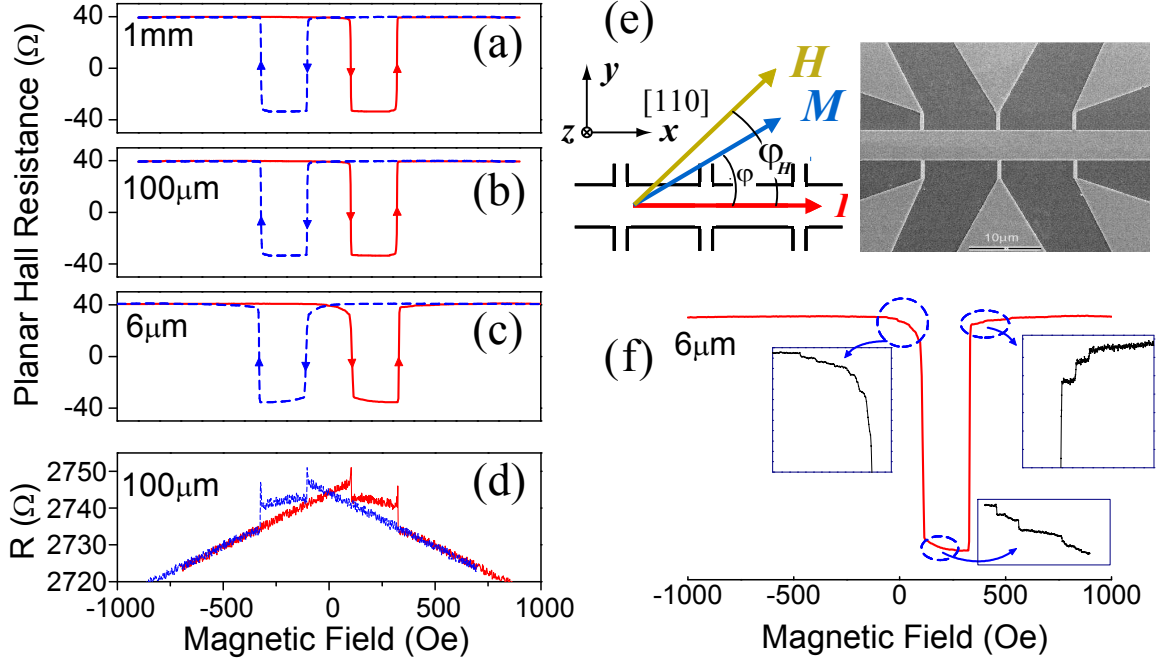 Planar Hall Resistance (Ω)
40
0
-40
1mm
(a)
40
0
-40
100μm
(b)
40
0
-40
6μm
(c)
R (Ω)
2750
2740
2730
2720
100μm
(d)
-1000 -500 0 500 1000
Magnetic Field (Oe)
(e)
y
z
x
[110]
H
M
φ
φH
I
10μm
(f)
6μm
-1000 -500 0 500 1000
Magnetic Field (Oe)